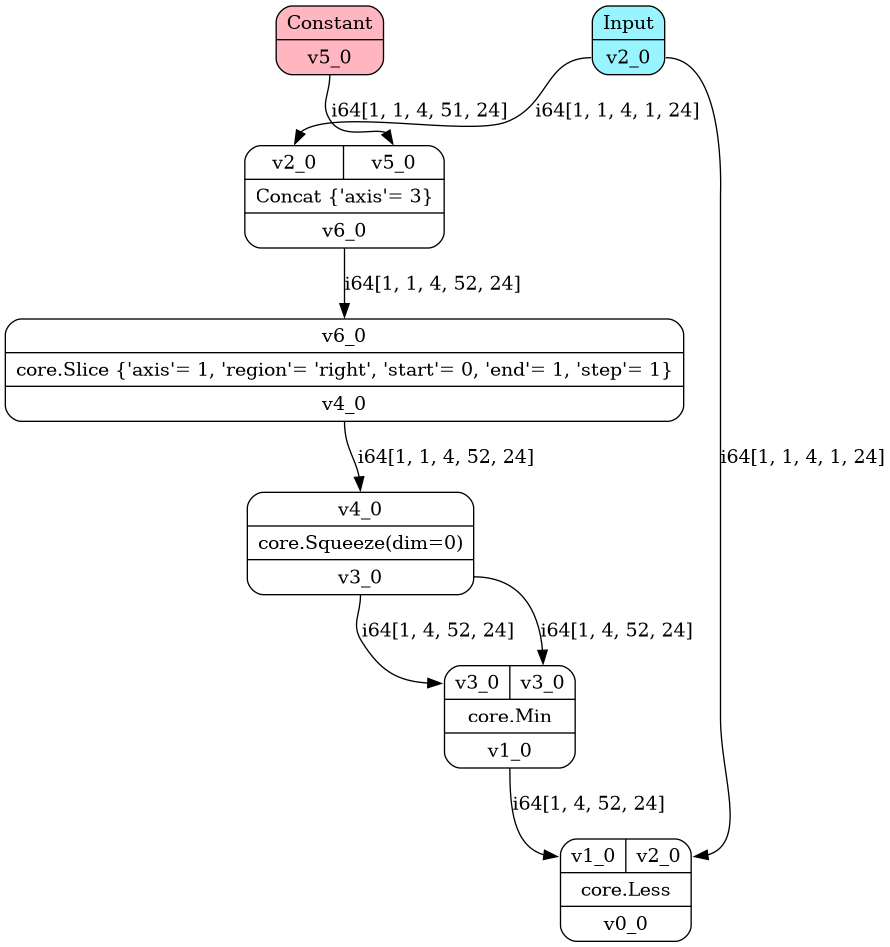 Constant
v5_0
Input
v2_0
i64[1, 1, 4, 51, 24]
i64[1, 1, 4, 1, 24]
v2_0 v5_0
Concat {'axis'= 3}
v6_0
i64[1, 1, 4, 52, 24]
v6_0
core.Slice {'axis'= 1, 'region'= 'right', 'start'= 0, 'end'= 1, 'step'= 1}
v4_0
i64[1, 1, 4, 52, 24]
i64[1, 1, 4, 1, 24]
v4_0
core.Squeeze(dim=0)
v3_0
i64[1, 4, 52, 24]
i64[1, 4, 52, 24]
v3_0 v3_0
core.Min
v1_0
i64[1, 4, 52, 24]
v1_0 v2_0
core.Less
v0_0